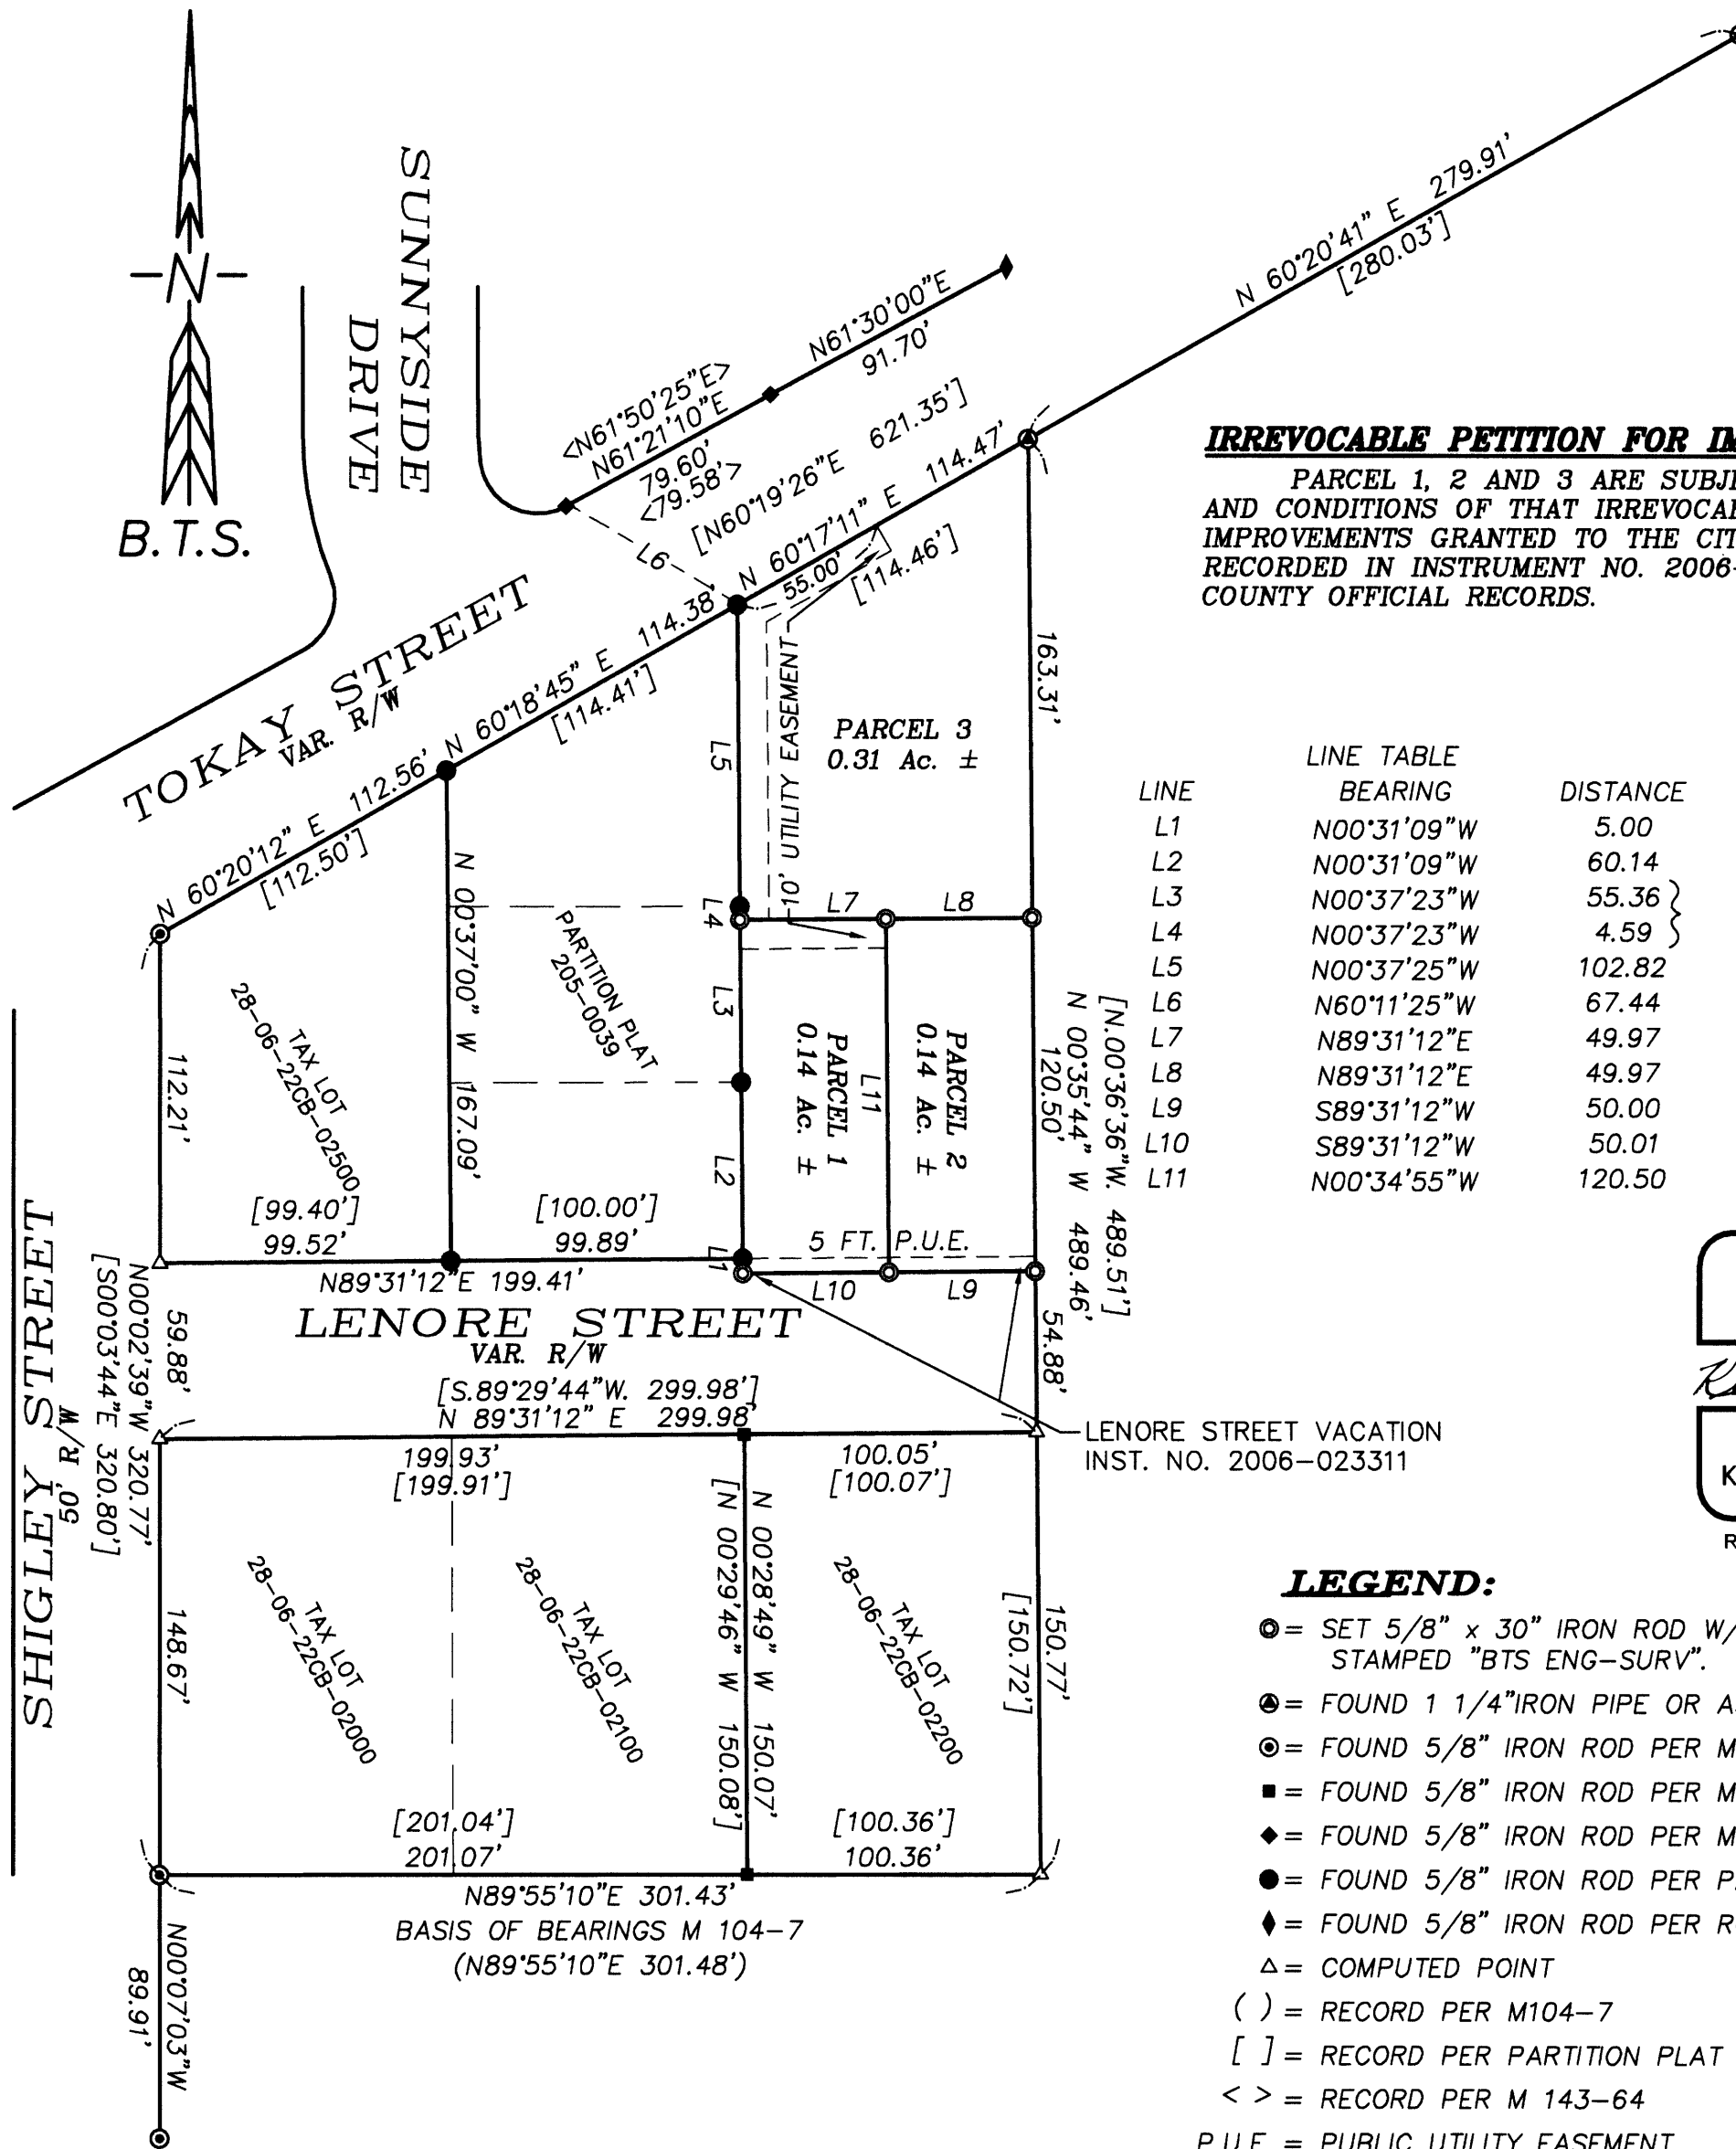 N
B.T.S.
SUNNYSIDE
DRIVE
TOKAY STREET
VAR. R/W
<N61°50'25"E>
N61°21'10"E
79.60'
<79.58'>
N61°30'00"E
91.70'
[N60°19'26"E 621.35']
N 60°20'41" E 279.91'
[280.03']
N 60°17'11" E 114.47'
55.00'
[114.46']
L6
N 60°18'45" E 114.38'
[114.41']
N 60°20'12" E 112.56'
[112.50']
IRREVOCABLE PETITION FOR
PARCEL 1, 2 AND 3 ARE
AND CONDITIONS OF THAT
IMPROVEMENTS GRANTED TO THE
RECORDED IN INSTRUMENT NO. 2006-
COUNTY OFFICIAL RECORDS.
LINE TABLE
LINE BEARING DISTANCE
L1 N00°31'09"W 5.00
L2 N00°31'09"W 60.14
L3 N00°37'23"W 55.36
L4 N00°37'23"W 4.59
L5 N00°37'25"W 102.82
L6 N60°11'25"W 67.44
L7 N89°31'12"E 49.97
L8 N89°31'12"E 49.97
L9 S89°31'12"W 50.00
L10 S89°31'12"W 50.01
L11 N00°34'55"W 120.50
L5
10' UTILITY EASEMENT
PARCEL 3
0.31 Ac. ±
163.31'
L4
L7
L8
N 00°37'00" W 167.09'
PARTITION PLAT
205-0039
L3
L2
L1
PARCEL 1
0.14 Ac. ±
L11
PARCEL 2
0.14 Ac. ±
120.50'
N 00°35'44" W 489.46'
[N.00°36'36"W. 489.51']
112.21'
TAX LOT
28-06-22CB-02500
[99.40']
99.52'
[100.00']
99.89'
5 FT. P.U.E.
N89°31'12"E 199.41'
L10
L9
LENORE STREET
VAR. R/W
59.88'
54.88'
[S.89°29'44"W. 299.98']
N 89°31'12" E 299.98'
199.93'
[199.91']
100.05'
[100.07']
LENORE STREET VACATION
INST. NO. 2006-023311
SHIGLEY STREET
50' R/W
N00°02'39"W 320.77'
[S00°03'44"E 320.80']
148.67'
TAX LOT
28-06-22CB-02000
TAX LOT
28-06-22CB-02100
N 00°28'49" W 150.07'
[N 00°29'46" W 150.08']
TAX LOT
28-06-22CB-02200
150.77'
[150.72']
[201.04']
201.07'
[100.36']
100.36'
N89°55'10"E 301.43'
BASIS OF BEARINGS M 104-7
(N89°55'10"E 301.48')
N00°07'03"W
89.91'
LEGEND:
= SET 5/8" x 30" IRON ROD W/
STAMPED "BTS ENG-SURV".
= FOUND 1 1/4"IRON PIPE OR
= FOUND 5/8" IRON ROD PER M
= FOUND 5/8" IRON ROD PER M
= FOUND 5/8" IRON ROD PER M
= FOUND 5/8" IRON ROD PER
= FOUND 5/8" IRON ROD PER R
= COMPUTED POINT
( ) = RECORD PER M104-7
[ ] = RECORD PER PARTITION PLAT
< > = RECORD PER M 143-64
P.U.E. = PUBLIC UTILITY EASEMENT